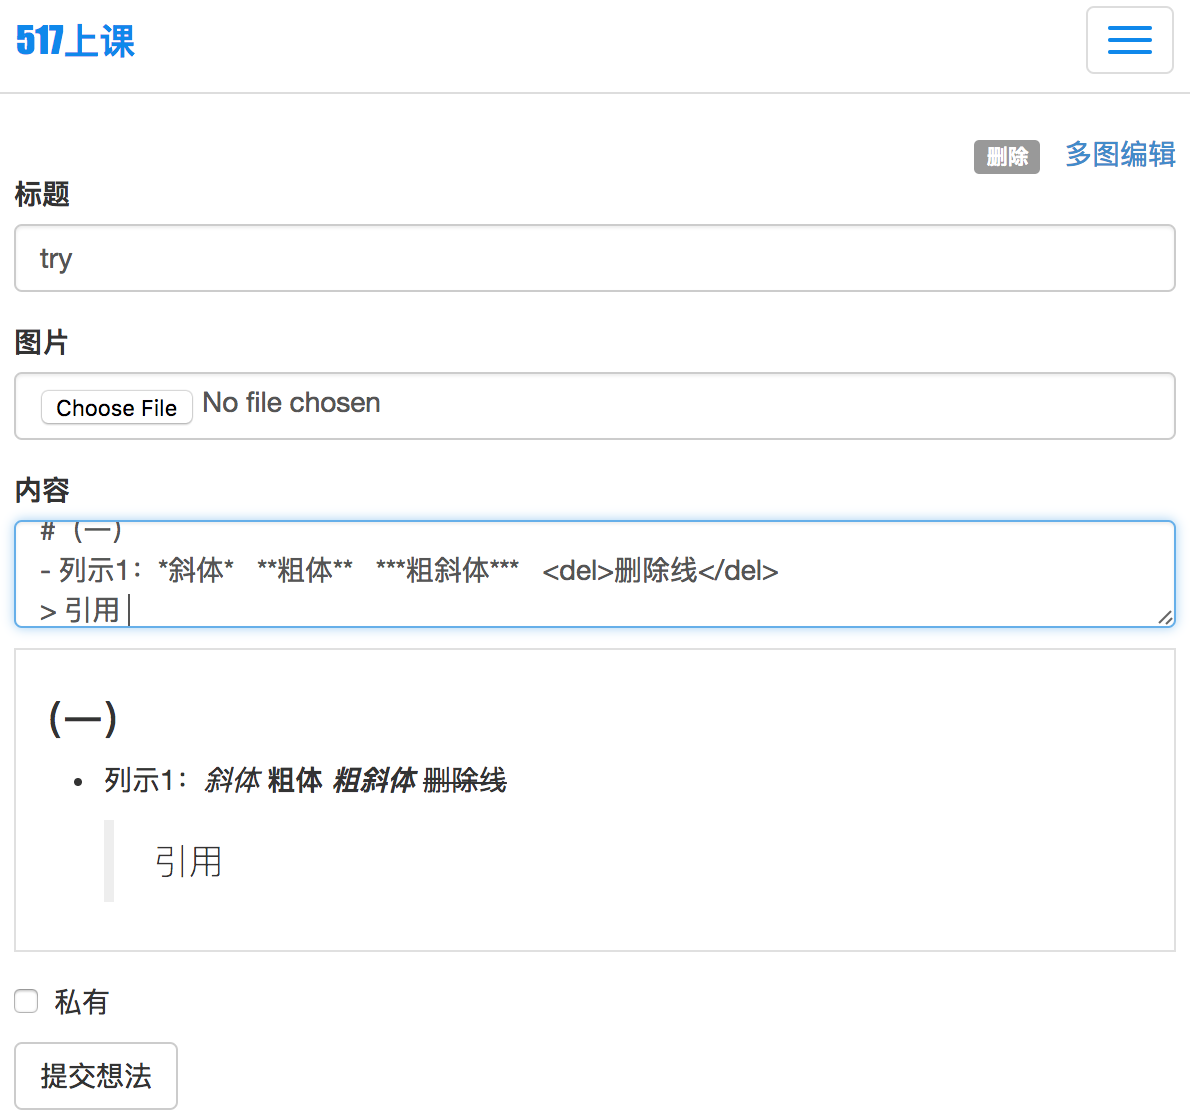 517上课
删除 多图编辑
标题
try
图片
Choose File No file chosen
内容
# （一）
- 列示1：*斜体* **粗体** ***粗斜体*** <del>删除线</del>
> 引用
（一）
• 列示1：斜体 粗体 粗斜体 删除线
引用
私有
提交想法